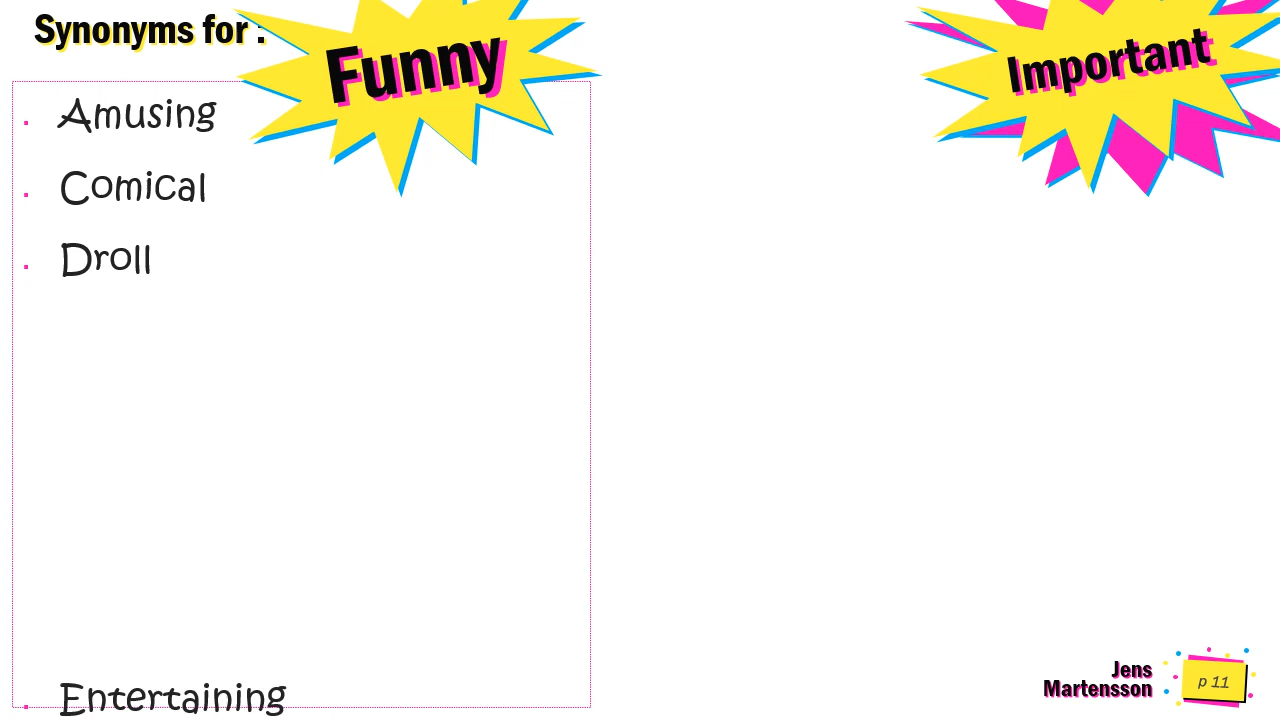 Synonyms for :
Funny
Important
Amusing
Comical
Droll
Entertaining
Jens
Martensson
p 11